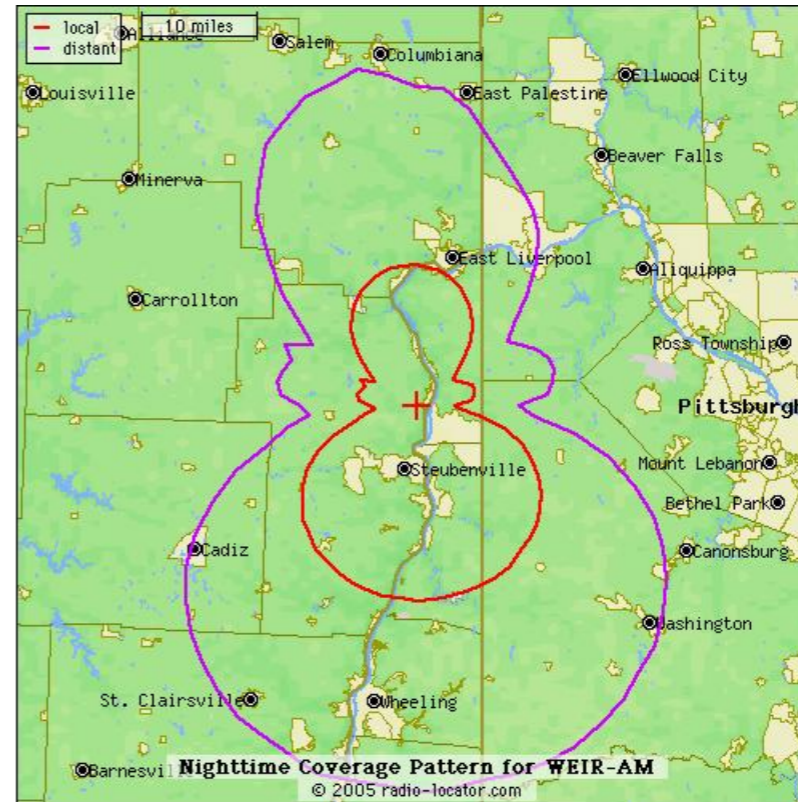 local
distant
10 miles
Alliance
Salem
Columbiana
Louisville
East Palestine
Ellwood City
Minerva
Beaver Falls
East Liverpool
Aliquippa
Carrollton
Ross Township
Pittsburgh
Steubenville
Mount Lebanon
Bethel Park
Cadiz
Canonsburg
Washington
St. Clairsville
Wheeling
Nighttime Coverage Pattern for WEIR-AM
© 2005 radio-locator.com